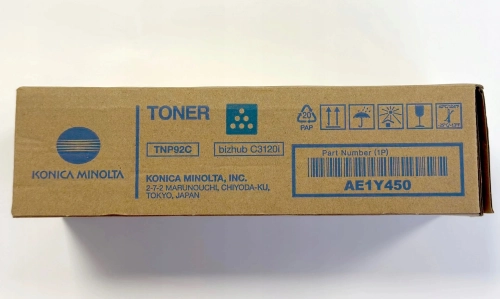 KONICA MINOLTA
TONER
TNP92C
bizhub C3120i
KONICA MINOLTA, INC.
2-7-2 MARUNOUCHI, CHIYODA-KU,
TOKYO, JAPAN
20
PAP
Part Number (1P)
AE1Y450